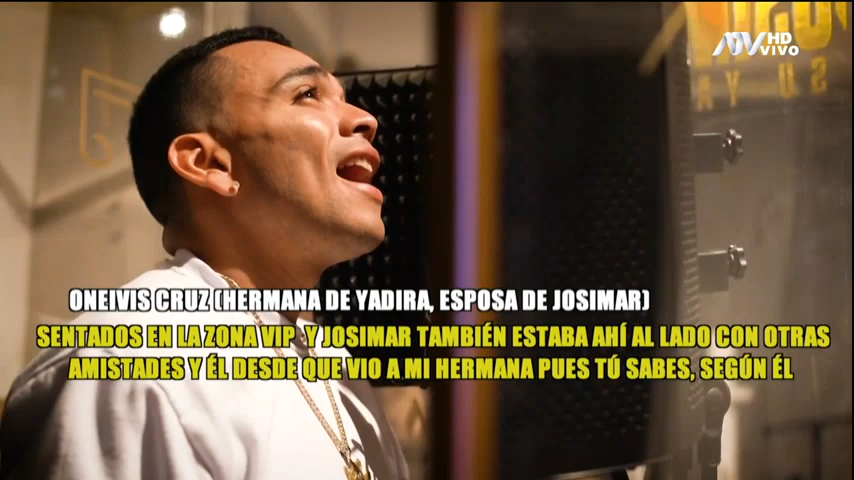 ATV HD
VIVO
ONEIVIS CRUZ (HERMANA DE YADIRA, ESPOSA DE JOSIMAR)
SENTADOS EN LA ZONA VIP Y JOSIMAR TAMBIÉN ESTABA AHÍ AL LADO CON OTRAS
AMISTADES Y ÉL DESDE QUE VIO A MI HERMANA PUES TÚ SABES, SEGÚN ÉL